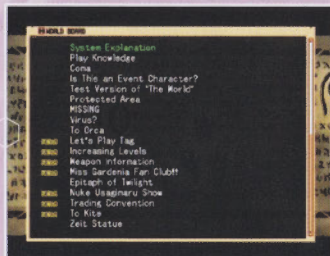 WORLD BOARD
System Explanation
Play Knowledge
Coma
Is This an Event Character?
Test Version of "The World"
Protected Area
MISSING
Virus?
To Orca
Let's Play Tag
Increasing Levels
Weapon Information
Miss Gardenia Fan Club!!
Epitaph of Twilight
Nuke Usagimaru Show
Trading Convention
To Kite
Zeit Statue